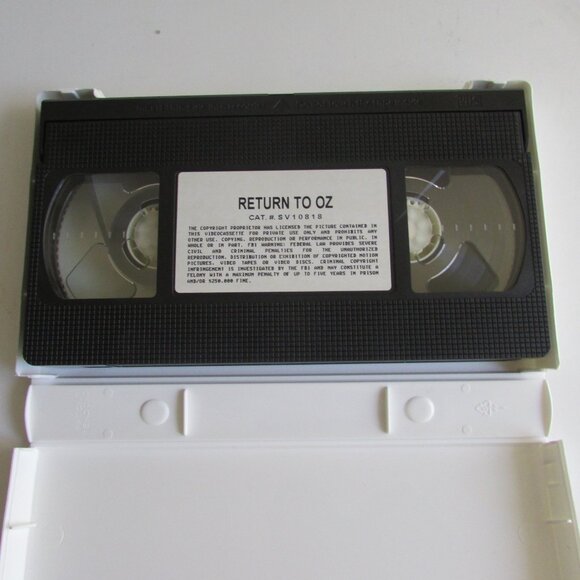 RETURN TO OZ
CAT. #. SV10818
THE COPYRIGHT PROPRIETOR HAS LICENSED THE PICTURE CONTAINED IN
THIS VIDEOCASSETTE FOR PRIVATE USE ONLY AND PROHIBITS ANY
OTHER USE. COPYING, REPRODUCTION OR PERFORMANCE IN PUBLIC, IN
WHOLE OR IN PART. FBI WARNING: FEDERAL LAW PROVIDES SEVERE
CIVIL AND CRIMINAL PENALTIES FOR THE UNAUTHORIZED
REPRODUCTION, DISTRIBUTION OR EXHIBITION OF COPYRIGHTED MOTION
PICTURES, VIDEO TAPES OR VIDEO DISCS. CRIMINAL COPYRIGHT
INFRINGEMENT IS INVESTIGATED BY THE FBI AND MAY CONSTITUTE A
FELONY WITH A MAXIMUM PENALTY OF UP TO FIVE YEARS IN PRISON
AND/OR $250,000 FINE.